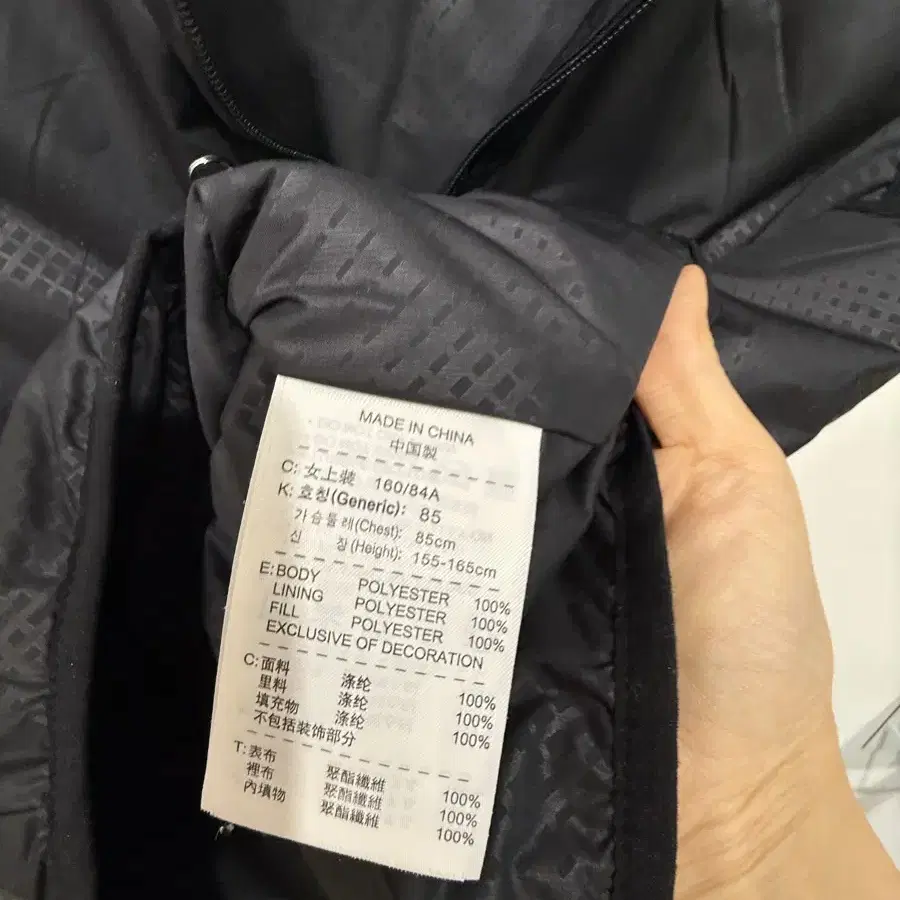 MADE IN CHINA
中国製
C: 女上裝 160/84A
K: 호칭(Generic): 85
가슴둘레(Chest): 85cm
신 장(Height): 155-165cm
E: BODY POLYESTER 100%
LINING POLYESTER 100%
FILL POLYESTER 100%
EXCLUSIVE OF DECORATION
C: 面料 涤纶 100%
里料 涤纶 100%
填充物 涤纶 100%
不包括装饰部分
T: 表布 聚酯纖維 100%
裡布 聚酯纖維 100%
內填物 聚酯纖維 100%